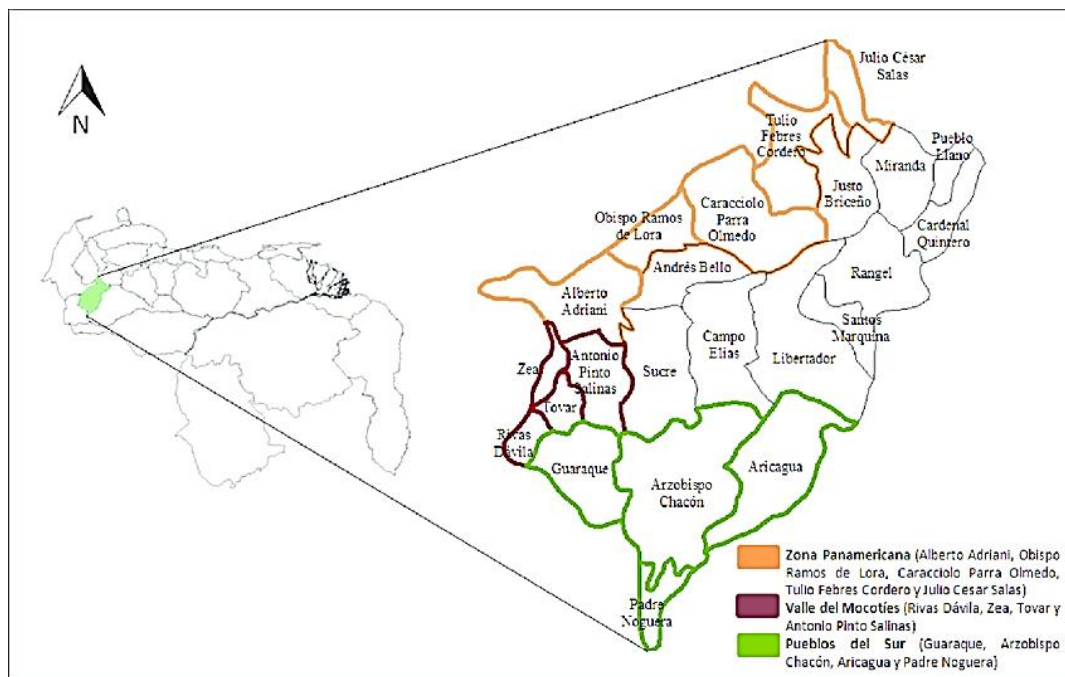 N
Julio César
Salas
Tulio
Febres
Cordero
Pueblo
Llano
Miranda
Justo
Briceño
Caracciolo
Parra
Olmedo
Obispo Ramos
de Lora
Cardenal
Quintero
Andrés Bello
Rangel
Alberto
Adriani
Santos
Marquina
Campo
Elías
Libertador
Zea
Antonio
Pinto
Salinas
Sucre
Tovar
Rivas
Dávila
Guaraque
Arzobispo
Chacón
Aricagua
Padre
Noguera
Zona Panamericana (Alberto Adriani, Obispo
Ramos de Lora, Caracciolo Parra Olmedo,
Tulio Febres Cordero y Julio Cesar Salas)
Valle del Mocotíes (Rivas Dávila, Zea, Tovar y
Antonio Pinto Salinas)
Pueblos del Sur (Guaraque, Arzobispo
Chacón, Aricagua y Padre Noguera)